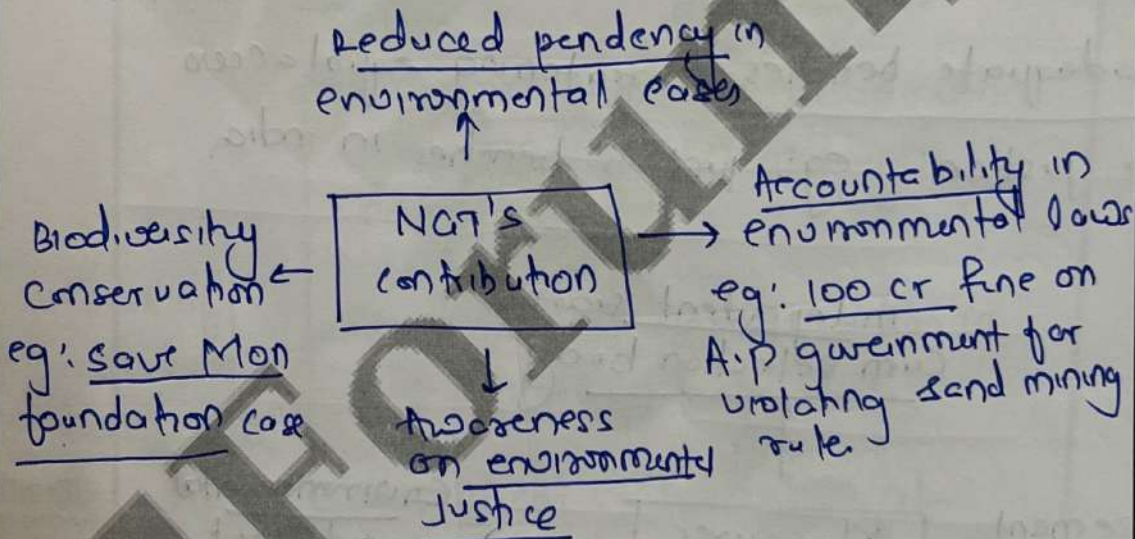 Reduced pendency in
environmental cases
NGT's
contribution
Biodiversity
Conservation
eg: save Mon
foundation case
Accountability in
environmental laws
eg: 100 cr fine on
A.P government for
violating sand mining
rule.
Awareness
on environmental
Justice
Forum